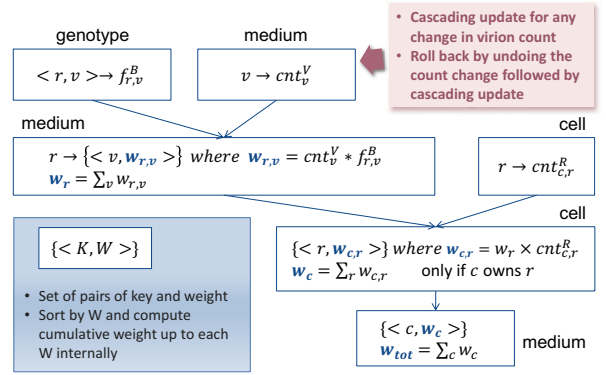 genotype
medium
• Cascading update for any
change in virion count
• Roll back by undoing the
count change followed by
cascading update
< r, v >→ f^B_{r,v}
v → cnt^V_v
medium
cell
r → {< v, w_{r,v} >} where w_{r,v} = cnt^V_v * f^B_{r,v}
w_r = ∑_v w_{r,v}
r → cnt^R_{c,r}
cell
{< K, W >}
• Set of pairs of key and weight
• Sort by W and compute
cumulative weight up to each
W internally
{< r, w_{c,r} >} where w_{c,r} = w_r × cnt^R_{c,r}
w_c = ∑_r w_{c,r} only if c owns r
{< c, w_c >}
w_{tot} = ∑_c w_c
medium